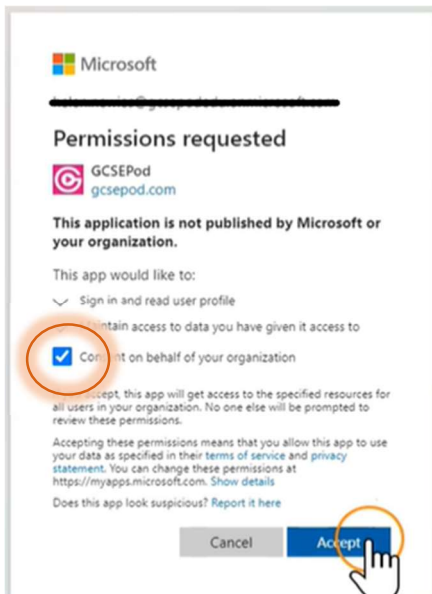 Microsoft
Permissions requested
GCSEPod
gcsepod.com
This application is not published by Microsoft or
your organization.
This app would like to:
Sign in and read user profile
access to data you have given it access to
on behalf of your organization
accept, this app will get access to the specified resources for
all users in your organization. No one else will be prompted to
review these permissions.
Accepting these permissions means that you allow this app to use
your data as specified in their terms of service and privacy
statement. You can change these permissions at
https://myapps.microsoft.com. Show details
Does this app look suspicious? Report it here
Cancel Accept